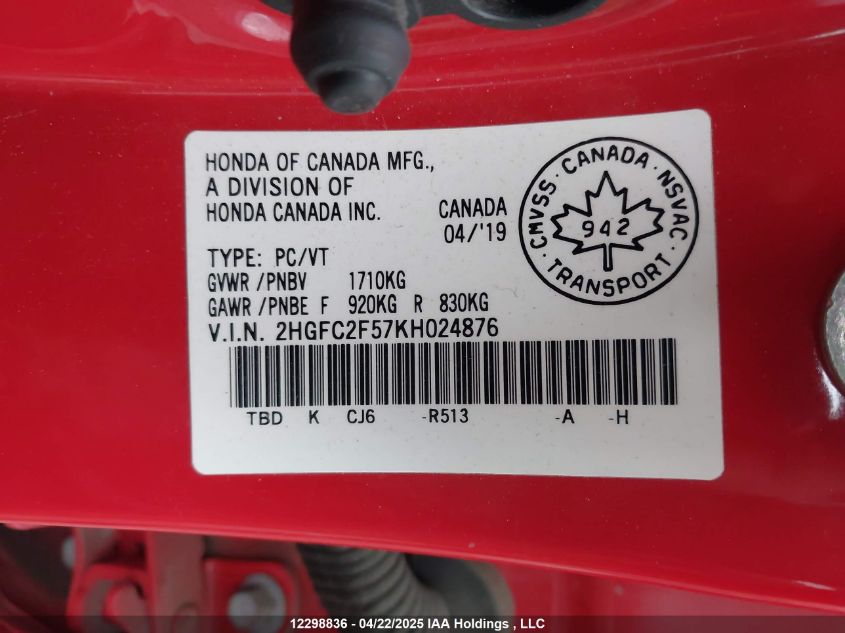 HONDA OF CANADA MFG.,
A DIVISION OF
HONDA CANADA INC.
CANADA
04/'19
TYPE: PC/VT
GVWR /PNBV 1710KG
GAWR /PNBE F 920KG R 830KG
V.I.N. 2HGFC2F57KH024876
TBD K CJ6 -R513 -A -H
CMVSS · CANADA · NSVAC
942
· TRANSPORT ·
12298836 - 04/22/2025 IAA Holdings , LLC